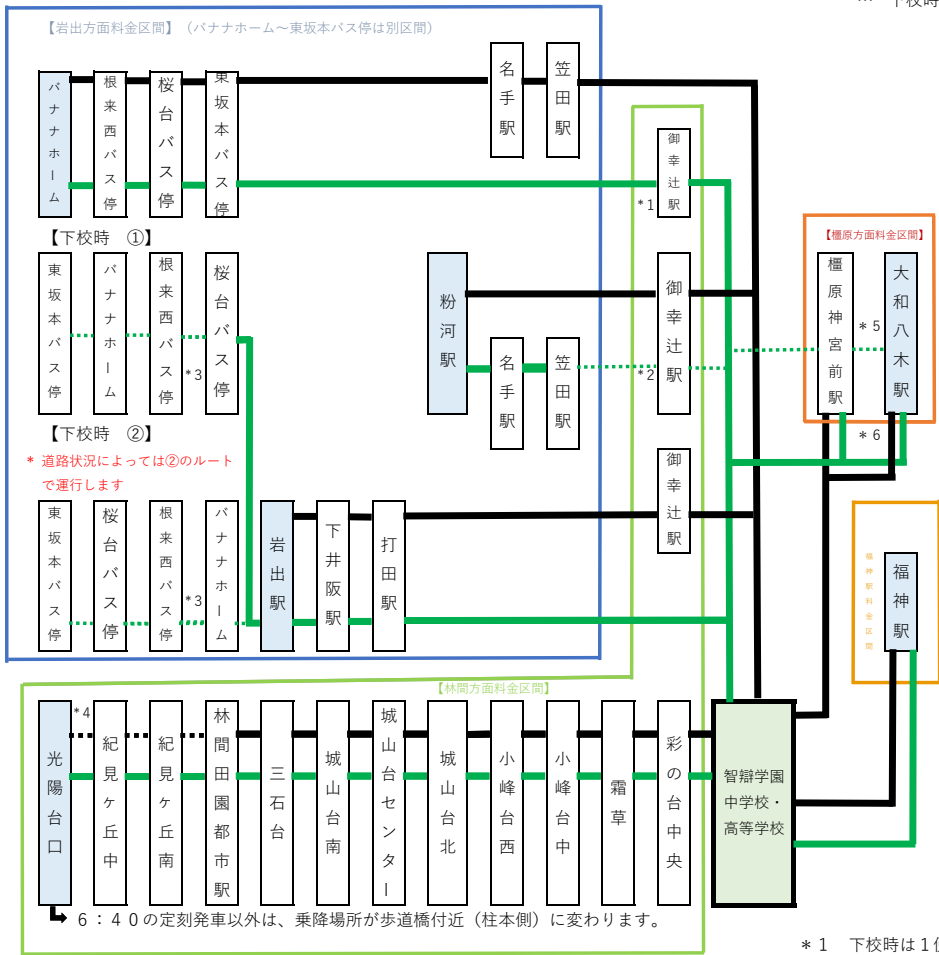 ※ 下校時
【岩出方面料金区間】（バナナホーム～東坂本バス停は別区間）
バナナホーム
根来西バス停
桜台バス停
東坂本バス停
名手駅
笠田駅
御幸辻駅
*1
【下校時　①】
東坂本バス停
バナナホーム
根来西バス停
*3
桜台バス停
粉河駅
名手駅
笠田駅
御幸辻駅
*2
【橿原方面料金区間】
橿原神宮前駅
*5
大和八木駅
*6
【下校時　②】
* 道路状況によっては②のルート
で運行します
東坂本バス停
桜台バス停
根来西バス停
*3
バナナホーム
岩出駅
下井阪駅
打田駅
御幸辻駅
福神駅料金区間
福神駅
【林間方面料金区間】
光陽台口
*4
紀見ヶ丘中
紀見ヶ丘南
林間田園都市駅
三石台
城山台南
城山台センター
城山台北
小峰台西
小峰台中
霜草
彩の台中央
智辯学園
中学校・
高等学校
6：40の定刻発車以外は、乗降場所が歩道橋付近（柱本側）に変わります。
*1　下校時は1